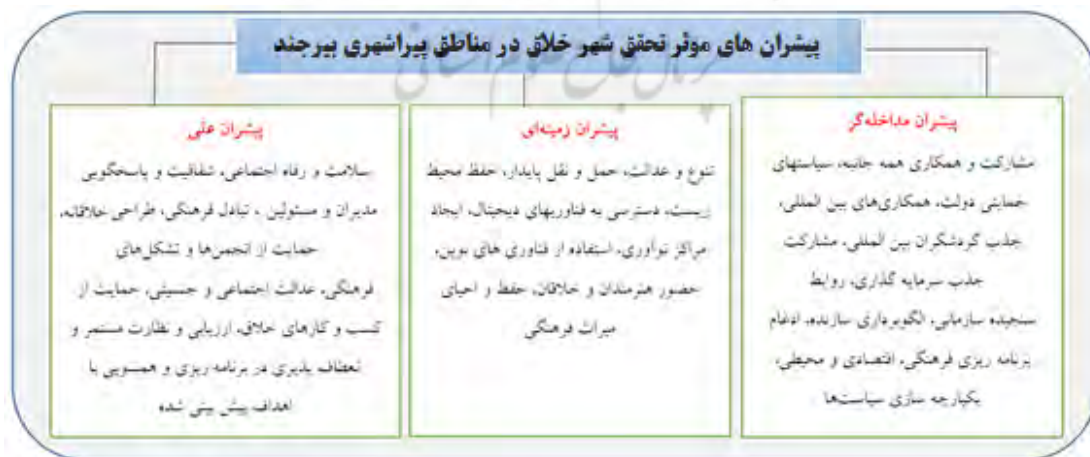 پیشران های موثر تحقق شهر خلاق در مناطق پیراشهری بیرجند
پیشران مداخله‌گر
مشارکت و همکاری همه جانبه، سیاستهای
حمایتی دولت، همکاری‌های بین المللی،
جذب گردشگران بین المللی، مشارکت
جذب سرمایه گذاری، روابط
سنجیده سازمانی، الگوبرداری سازنده، ادغام
برنامه ریزی فرهنگی، اقتصادی و محیطی،
یکپارچه سازی سیاست‌ها
پیشران زمینه‌ای
تنوع و عدالت، حمل و نقل پایدار، حفظ محیط
زیست، دسترسی به فناوریهای دیجیتال، ایجاد
مراکز نوآوری، استفاده از فناوری های نوین،
حضور هنرمندان و خلاقان، حفظ و احیای
میراث فرهنگی
پیشران علی
سلامت و رفاه اجتماعی، شفافیت و پاسخگویی
مدیران و مسئولین ، تبادل فرهنگی، طراحی خلاقانه،
حمایت از انجمن‌ها و تشکل‌های
فرهنگی، عدالت اجتماعی و جنسیتی، حمایت از
کسب و کارهای خلاق، ارزیابی و نظارت مستمر و
نعطاف پذیری در برنامه ریزی و همسویی با
اهداف پیش بینی شده